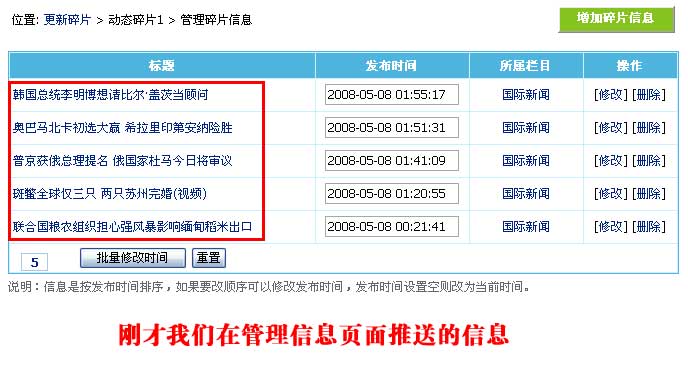 位置: 更新碎片 > 动态碎片1 > 管理碎片信息
增加碎片信息
标题 发布时间 所属栏目 操作
韩国总统李明博想请比尔·盖茨当顾问 2008-05-08 01:55:17 国际新闻 [修改] [删除]
奥巴马北卡初选大赢 希拉里印第安纳险胜 2008-05-08 01:51:31 国际新闻 [修改] [删除]
普京获俄总理提名 俄国家杜马今日将审议 2008-05-08 01:41:09 国际新闻 [修改] [删除]
斑鳖全球仅三只 两只苏州完婚(视频) 2008-05-08 01:20:55 国际新闻 [修改] [删除]
联合国粮农组织担心强风暴影响缅甸稻米出口 2008-05-08 00:21:41 国际新闻 [修改] [删除]
5 批量修改时间 重置
说明：信息是按发布时间排序，如果要改顺序可以修改发布时间，发布时间设置空则改为当前时间。
刚才我们在管理信息页面推送的信息